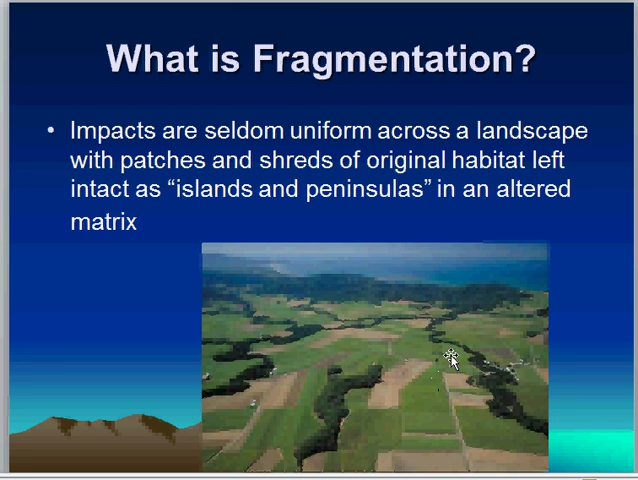 What is Fragmentation?
• Impacts are seldom uniform across a landscape
with patches and shreds of original habitat left
intact as “islands and peninsulas” in an altered
matrix